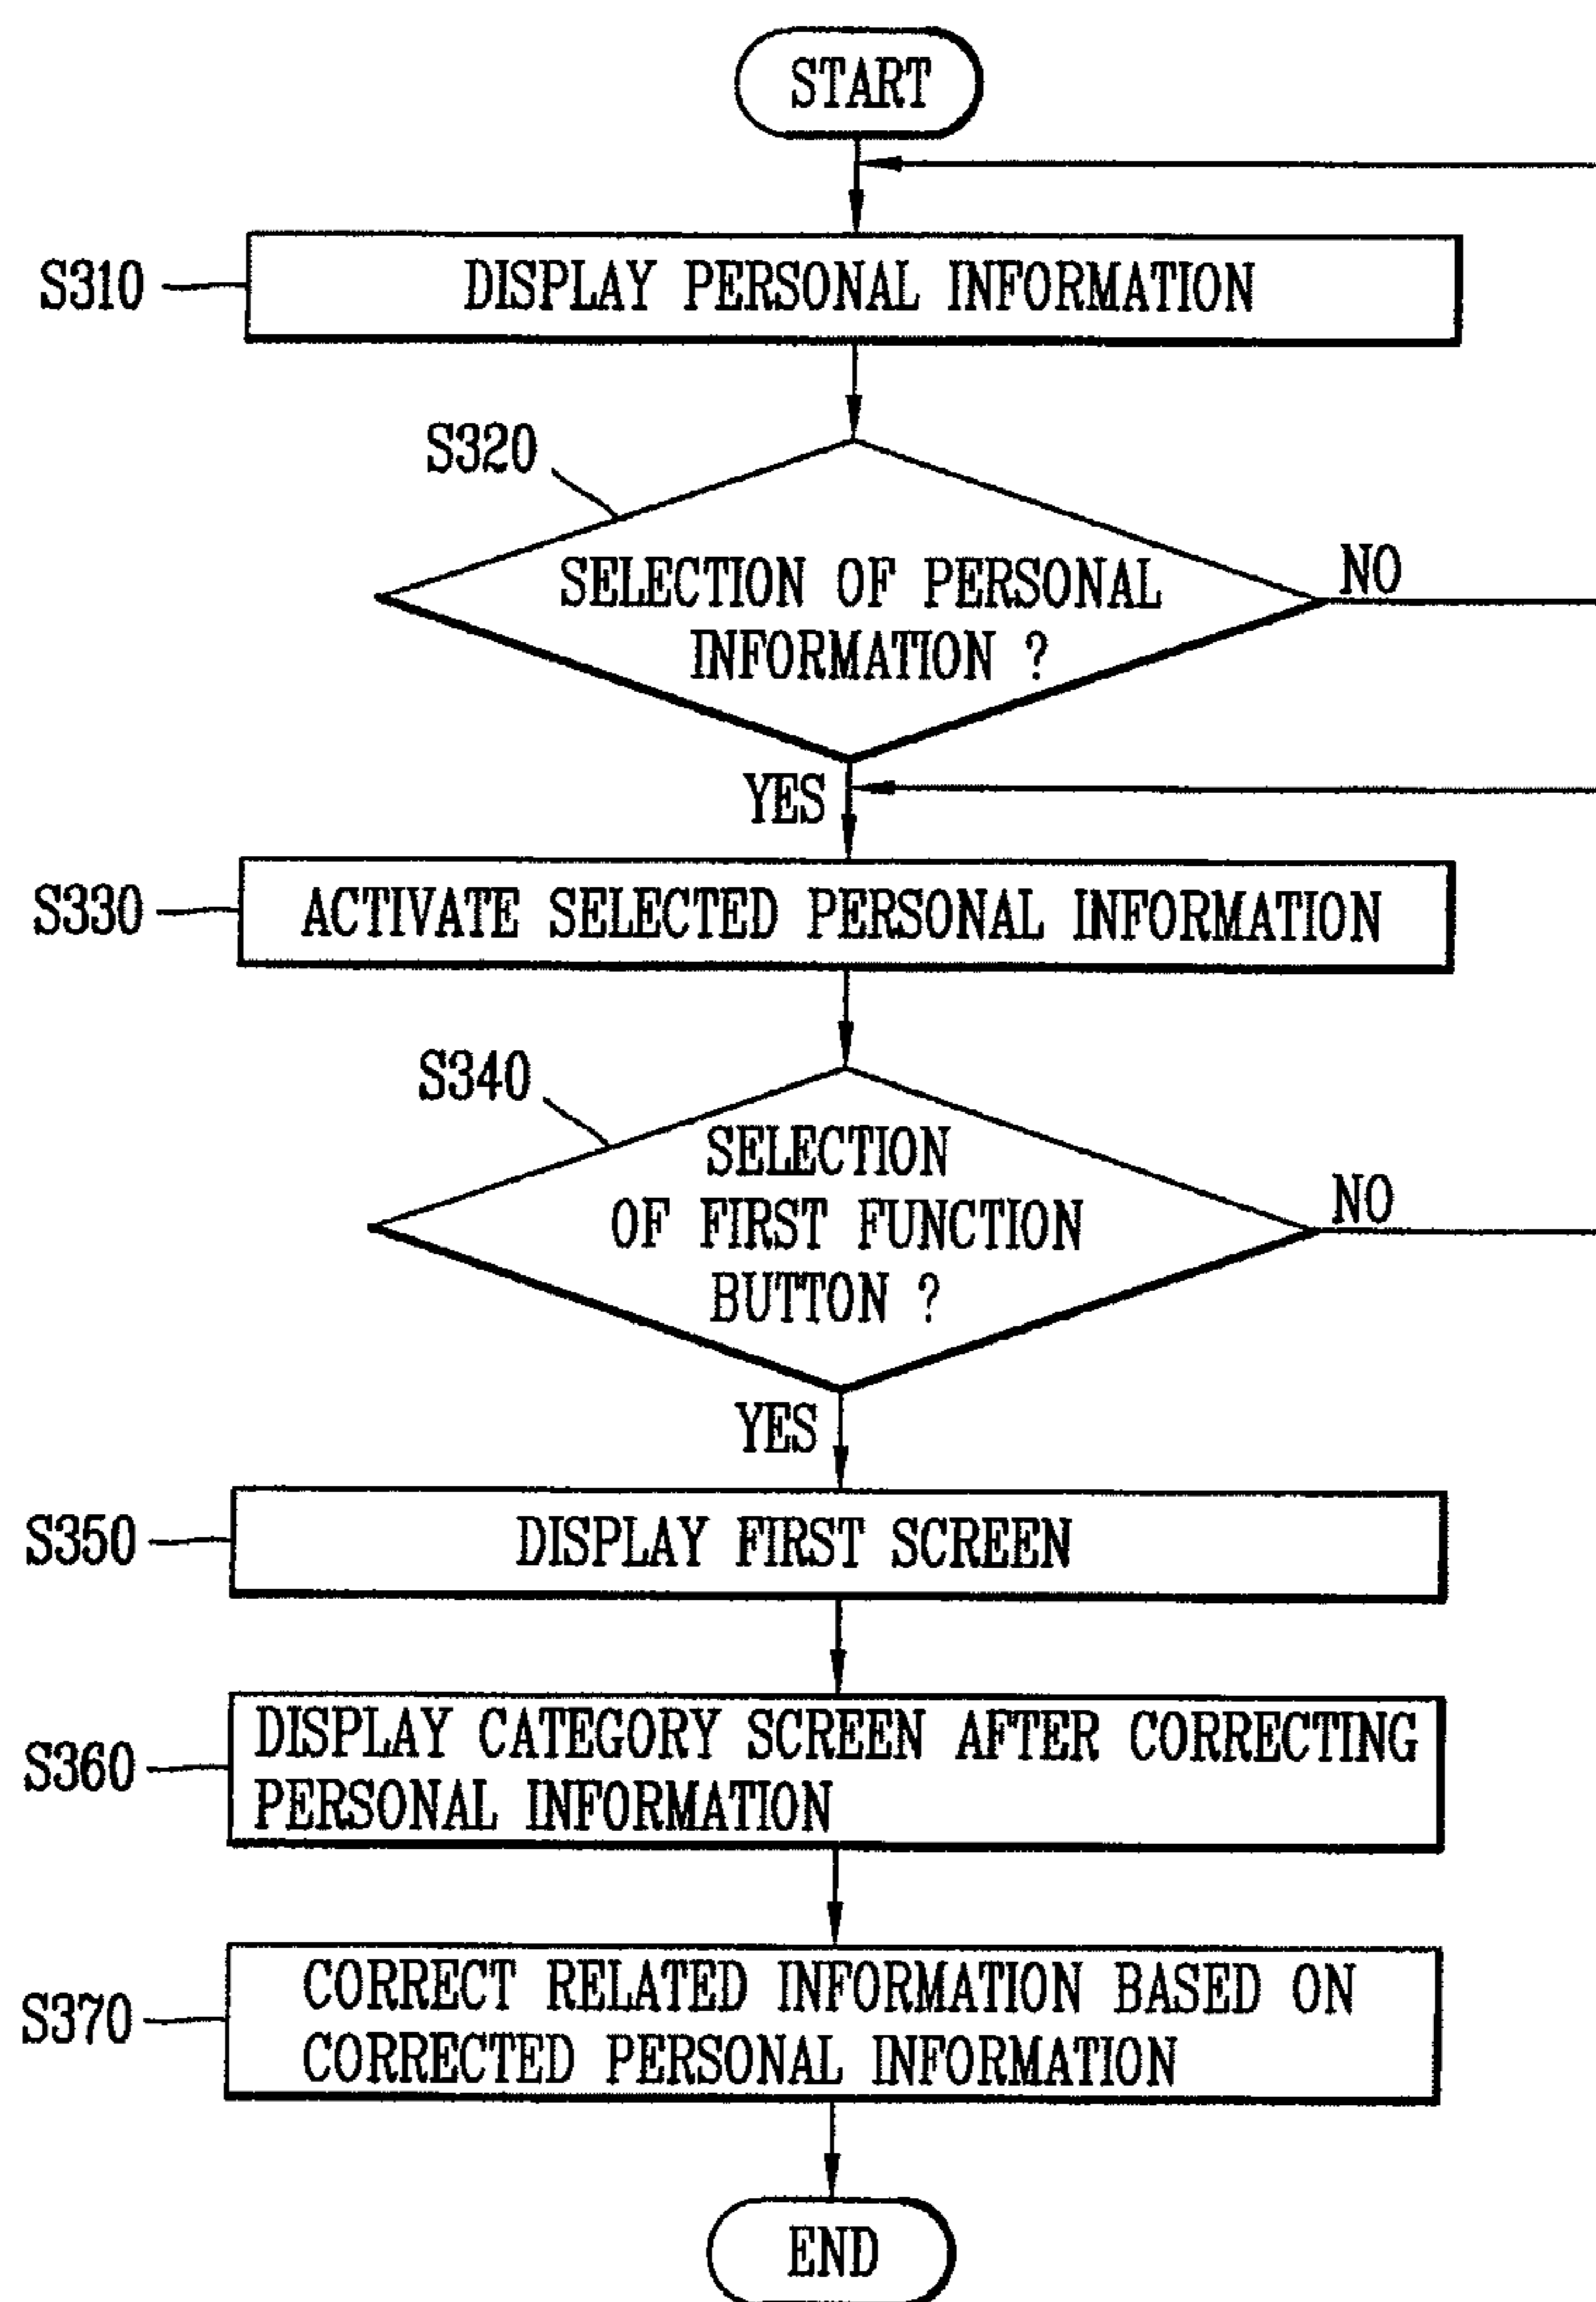 START
S310
DISPLAY PERSONAL INFORMATION
S320
SELECTION OF PERSONAL
INFORMATION ?
NO
YES
S330
ACTIVATE SELECTED PERSONAL INFORMATION
S340
SELECTION
OF FIRST FUNCTION
BUTTON ?
NO
YES
S350
DISPLAY FIRST SCREEN
S360
DISPLAY CATEGORY SCREEN AFTER CORRECTING
PERSONAL INFORMATION
S370
CORRECT RELATED INFORMATION BASED ON
CORRECTED PERSONAL INFORMATION
END